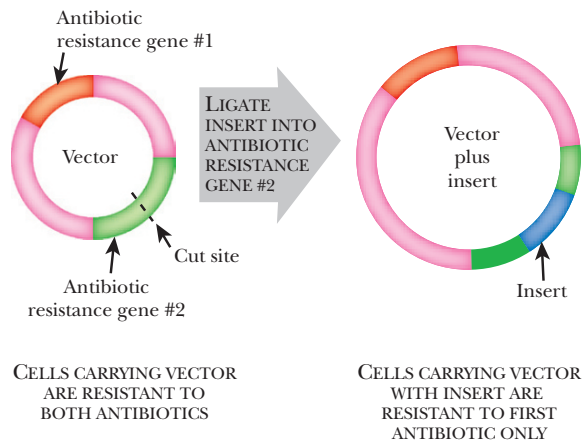 Antibiotic
resistance gene #1
Vector
Cut site
Antibiotic
resistance gene #2
LIGATE
INSERT INTO
ANTIBIOTIC
RESISTANCE
GENE #2
Vector
plus
insert
Insert
CELLS CARRYING VECTOR
ARE RESISTANT TO
BOTH ANTIBIOTICS
CELLS CARRYING VECTOR
WITH INSERT ARE
RESISTANT TO FIRST
ANTIBIOTIC ONLY